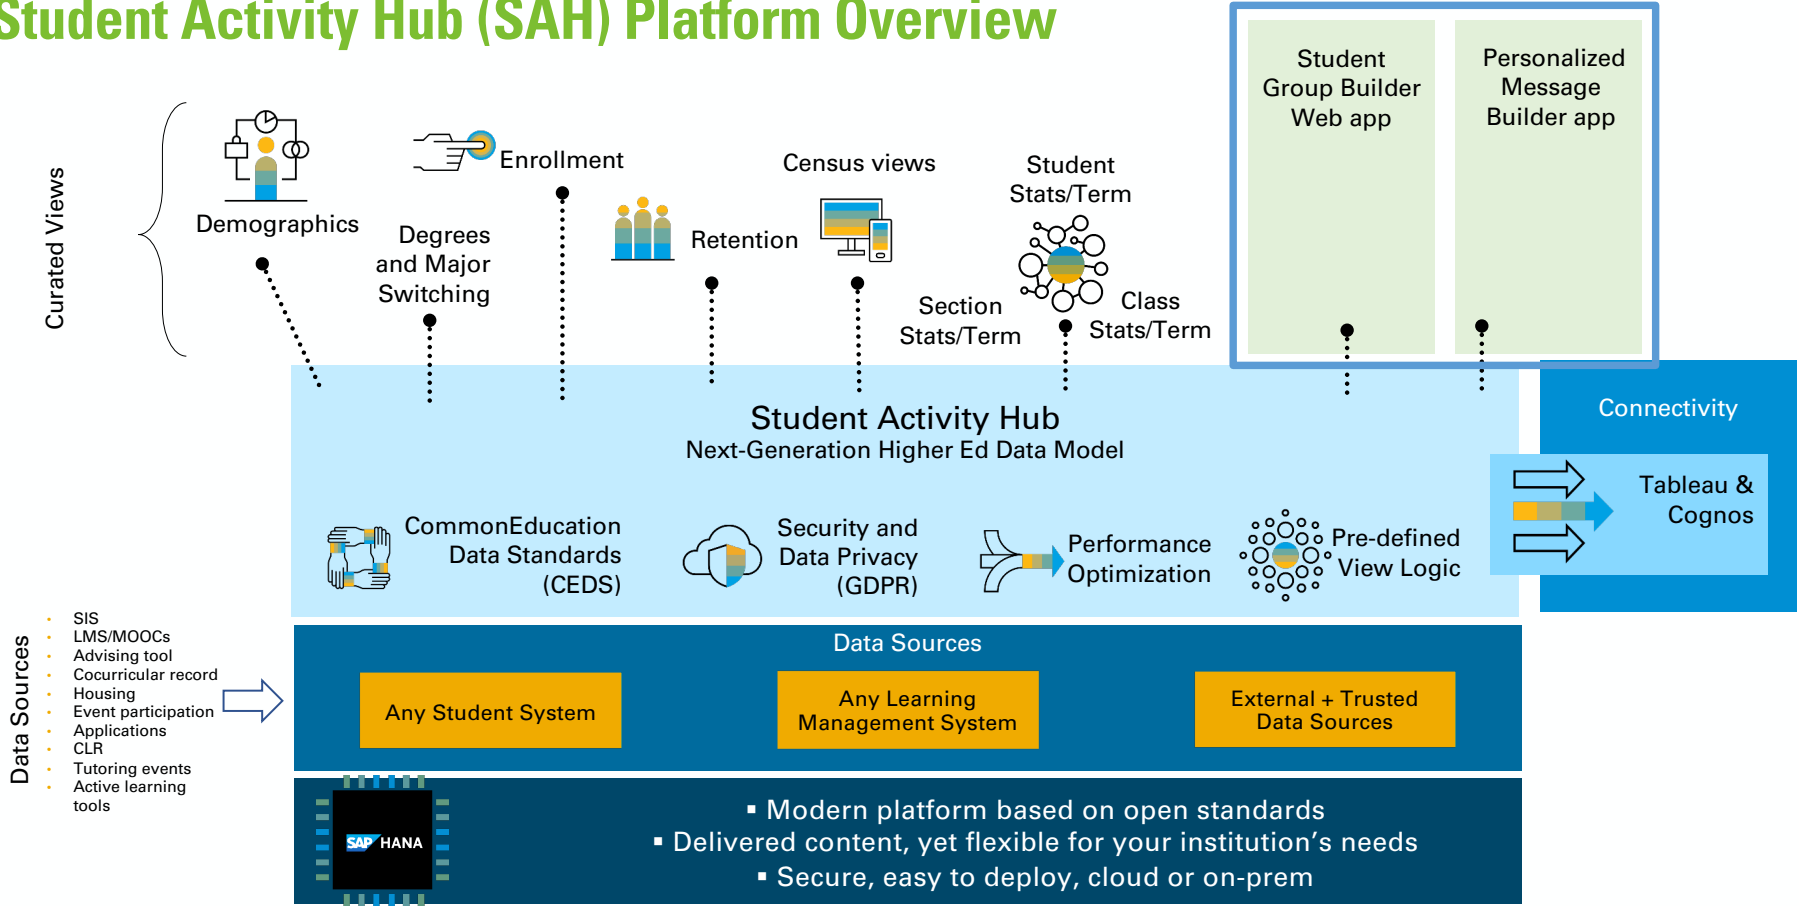 Student Activity Hub (SAH) Platform Overview
Curated Views
Demographics
Degrees
and Major
Switching
Enrollment
Retention
Census views
Student
Stats/Term
Section
Stats/Term
Class
Stats/Term
Student
Group Builder
Web app
Personalized
Message
Builder app
Student Activity Hub
Next-Generation Higher Ed Data Model
CommonEducation
Data Standards
(CEDS)
Security and
Data Privacy
(GDPR)
Performance
Optimization
Pre-defined
View Logic
Connectivity
Tableau &
Cognos
Data Sources
• SIS
• LMS/MOOCs
• Advising tool
• Cocurricular record
• Housing
• Event participation
• Applications
• CLR
• Tutoring events
• Active learning
tools
Data Sources
Any Student System
Any Learning
Management System
External + Trusted
Data Sources
SAP HANA
▪ Modern platform based on open standards
▪ Delivered content, yet flexible for your institution's needs
▪ Secure, easy to deploy, cloud or on-prem